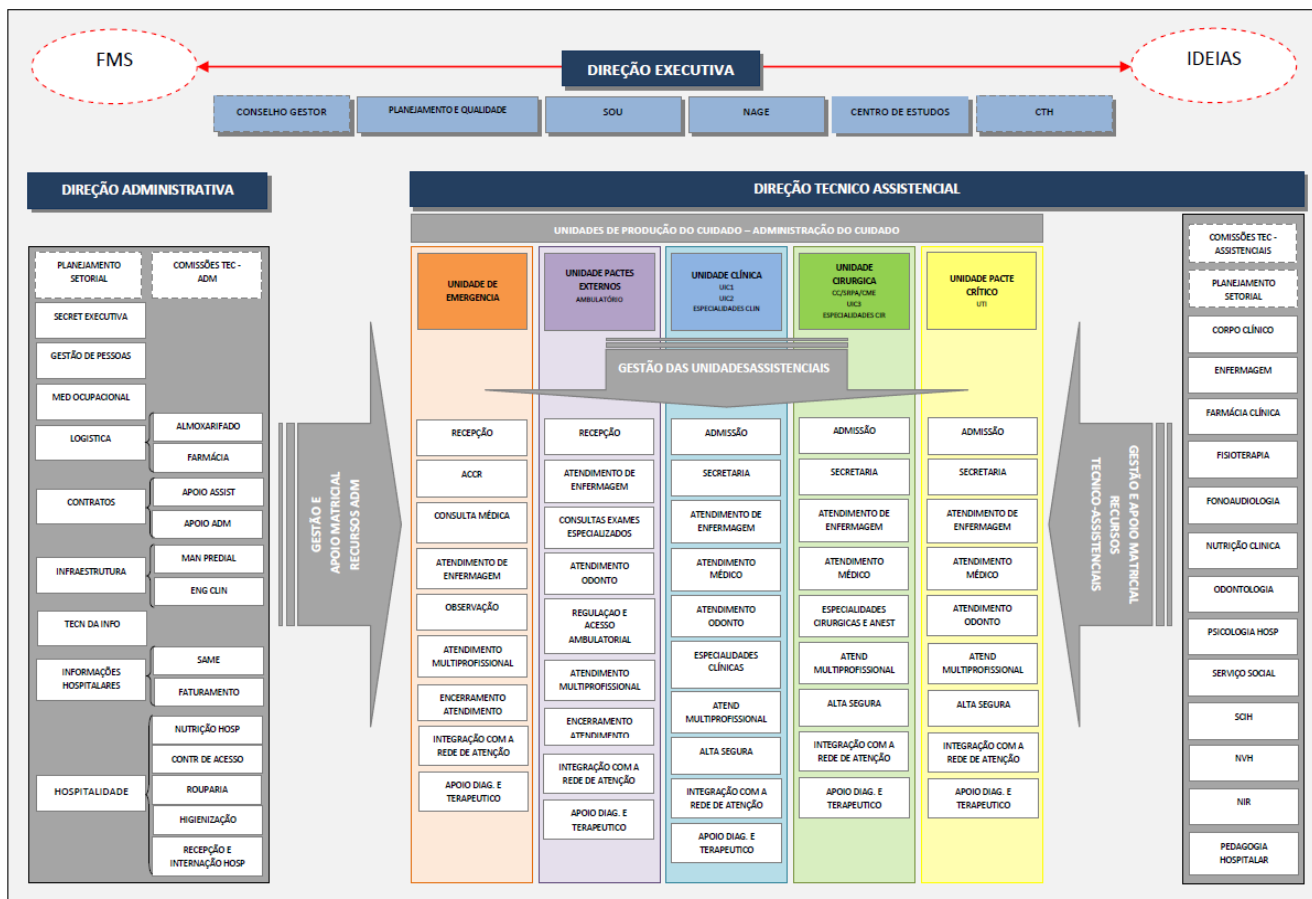 FMS
IDEIAS
DIREÇÃO EXECUTIVA
CONSELHO GESTOR
PLANEJAMENTO E QUALIDADE
SOU
NAGE
CENTRO DE ESTUDOS
CTH
DIREÇÃO ADMINISTRATIVA
DIREÇÃO TECNICO ASSISTENCIAL
PLANEJAMENTO
SETORIAL
COMISSÕES TEC -
ADM
SECRET EXECUTIVA
GESTÃO DE PESSOAS
MED OCUPACIONAL
LOGISTICA
ALMOXARIFADO
FARMÁCIA
CONTRATOS
APOIO ASSIST
APOIO ADM
INFRAESTRUTURA
MAN PREDIAL
ENG CLIN
TECN DA INFO
INFORMAÇÕES
HOSPITALARES
SAME
FATURAMENTO
HOSPITALIDADE
NUTRIÇÃO HOSP
CONTR DE ACESSO
ROUPARIA
HIGIENIZAÇÃO
RECEPÇÃO E
INTERNAÇÃO HOSP
GESTÃO E
APOIO MATRICIAL
RECURSOS ADM
UNIDADES DE PRODUÇÃO DO CUIDADO – ADMINISTRAÇÃO DO CUIDADO
UNIDADE DE
EMERGENCIA
UNIDADE PACTES
EXTERNOS
AMBULATÓRIO
UNIDADE CLÍNICA
UIC1
UIC2
ESPECIALIDADES CLIN
UNIDADE
CIRURGICA
CC/SRPA/CME
UIC3
ESPECIALIDADES CIR
UNIDADE PACTE
CRÍTICO
UTI
GESTÃO DAS UNIDADESASSISTENCIAIS
RECEPÇÃO
ACCR
CONSULTA MÉDICA
ATENDIMENTO DE
ENFERMAGEM
OBSERVAÇÃO
ATENDIMENTO
MULTIPROFISSIONAL
ENCERRAMENTO
ATENDIMENTO
INTEGRAÇÃO COM A
REDE DE ATENÇÃO
APOIO DIAG. E
TERAPEUTICO
RECEPÇÃO
ATENDIMENTO DE
ENFERMAGEM
CONSULTAS EXAMES
ESPECIALIZADOS
ATENDIMENTO
ODONTO
REGULAÇAO E
ACESSO
AMBULATORIAL
ATENDIMENTO
MULTIPROFISSIONAL
ENCERRAMENTO
ATENDIMENTO
INTEGRAÇÃO COM A
REDE DE ATENÇÃO
APOIO DIAG. E
TERAPEUTICO
ADMISSÃO
SECRETARIA
ATENDIMENTO DE
ENFERMAGEM
ATENDIMENTO
MÉDICO
ATENDIMENTO
ODONTO
ESPECIALIDADES
CLÍNICAS
ATEND
MULTIPROFISSIONAL
ALTA SEGURA
INTEGRAÇÃO COM A
REDE DE ATENÇÃO
APOIO DIAG. E
TERAPEUTICO
ADMISSÃO
SECRETARIA
ATENDIMENTO DE
ENFERMAGEM
ATENDIMENTO
MÉDICO
ESPECIALIDADES
CIRURGICAS E ANEST
ATEND
MULTIPROFISSIONAL
ALTA SEGURA
INTEGRAÇÃO COM A
REDE DE ATENÇÃO
APOIO DIAG. E
TERAPEUTICO
ADMISSÃO
SECRETARIA
ATENDIMENTO DE
ENFERMAGEM
ATENDIMENTO
MÉDICO
ATENDIMENTO
ODONTO
ATEND
MULTIPROFISSIONAL
ALTA SEGURA
INTEGRAÇÃO COM A
REDE DE ATENÇÃO
APOIO DIAG. E
TERAPEUTICO
GESTÃO E APOIO MATRICIAL
RECURSOS
TECNICO-ASSISTENCIAIS
COMISSÕES TEC -
ASSISTENCIAIS
PLANEJAMENTO
SETORIAL
CORPO CLÍNICO
ENFERMAGEM
FARMÁCIA CLÍNICA
FISIOTERAPIA
FONOAUDIOLOGIA
NUTRIÇÃO CLINICA
ODONTOLOGIA
PSICOLOGIA HOSP
SERVIÇO SOCIAL
SCIH
NVH
NIR
PEDAGOGIA
HOSPITALAR